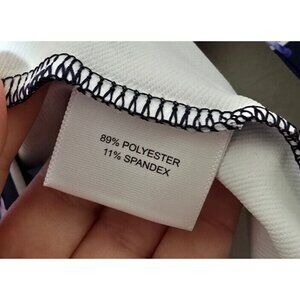 89% POLYESTER
11% SPANDEX